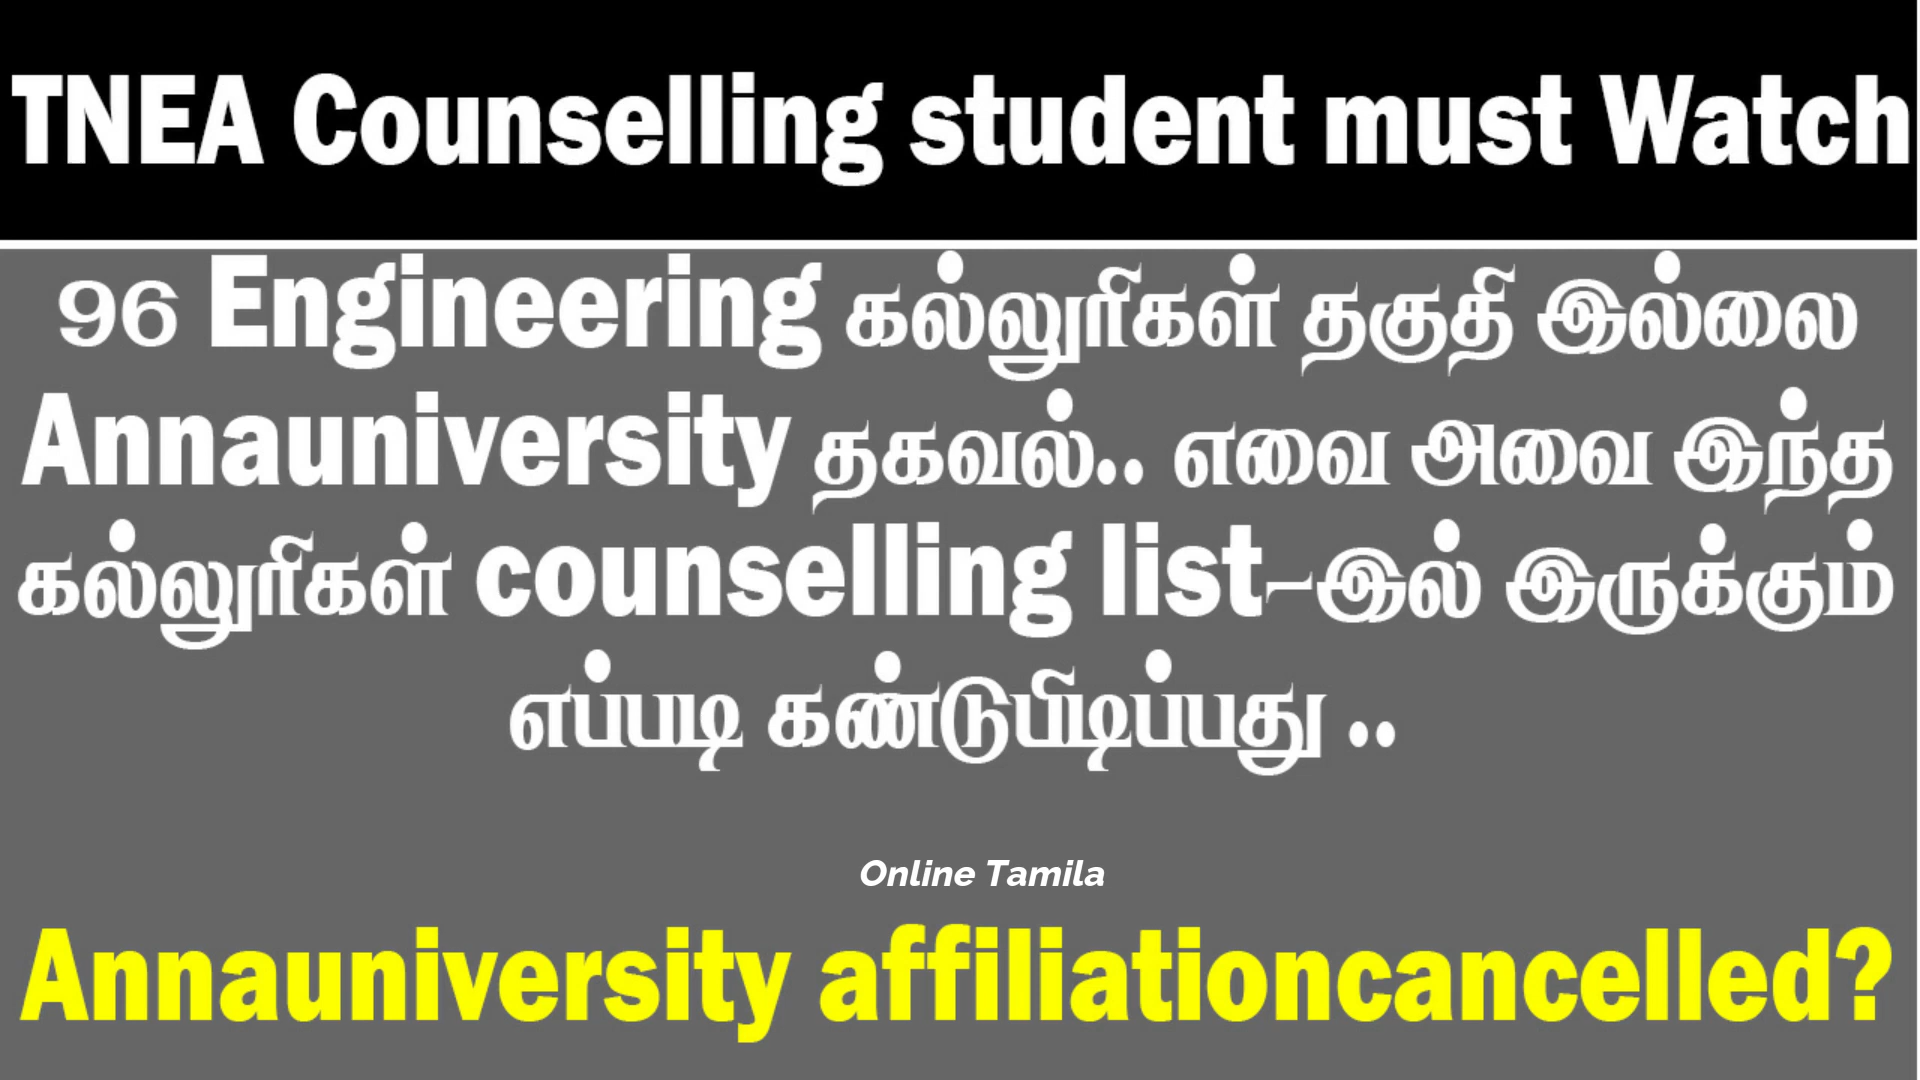 TNEA Counselling student must Watch
96 Engineering கல்லுரிகள் தகுதி இல்லை
Annauniversity தகவல்.. எவை அவை இந்த
கல்லுரிகள் counselling list-இல் இருக்கும்
எப்படி கண்டுபிடிப்பது ..
Online Tamila
Annauniversity affiliationcancelled?